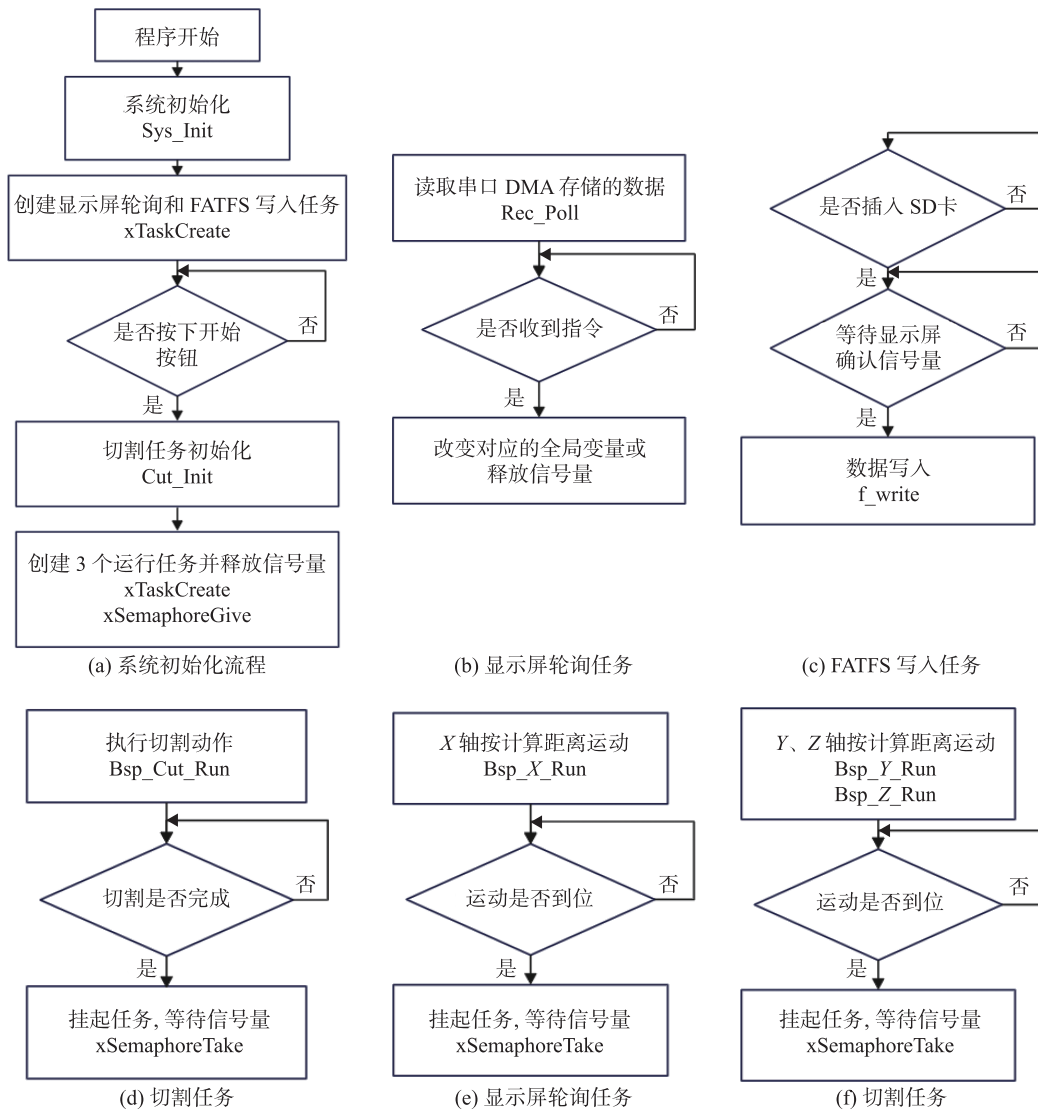 程序开始
系统初始化
Sys_Init
创建显示屏轮询和 FATFS 写入任务
xTaskCreate
是否按下开始
按钮
否
是
切割任务初始化
Cut_Init
创建 3 个运行任务并释放信号量
xTaskCreate
xSemaphoreGive
(a) 系统初始化流程
读取串口 DMA 存储的数据
Rec_Poll
是否收到指令
否
是
改变对应的全局变量或
释放信号量
(b) 显示屏轮询任务
是否插入 SD卡
否
是
等待显示屏
确认信号量
否
是
数据写入
f_write
(c) FATFS 写入任务
执行切割动作
Bsp_Cut_Run
切割是否完成
否
是
挂起任务, 等待信号量
xSemaphoreTake
(d) 切割任务
X 轴按计算距离运动
Bsp_X_Run
运动是否到位
否
是
挂起任务, 等待信号量
xSemaphoreTake
(e) 显示屏轮询任务
Y、Z 轴按计算距离运动
Bsp_Y_Run
Bsp_Z_Run
运动是否到位
否
是
挂起任务, 等待信号量
xSemaphoreTake
(f) 切割任务